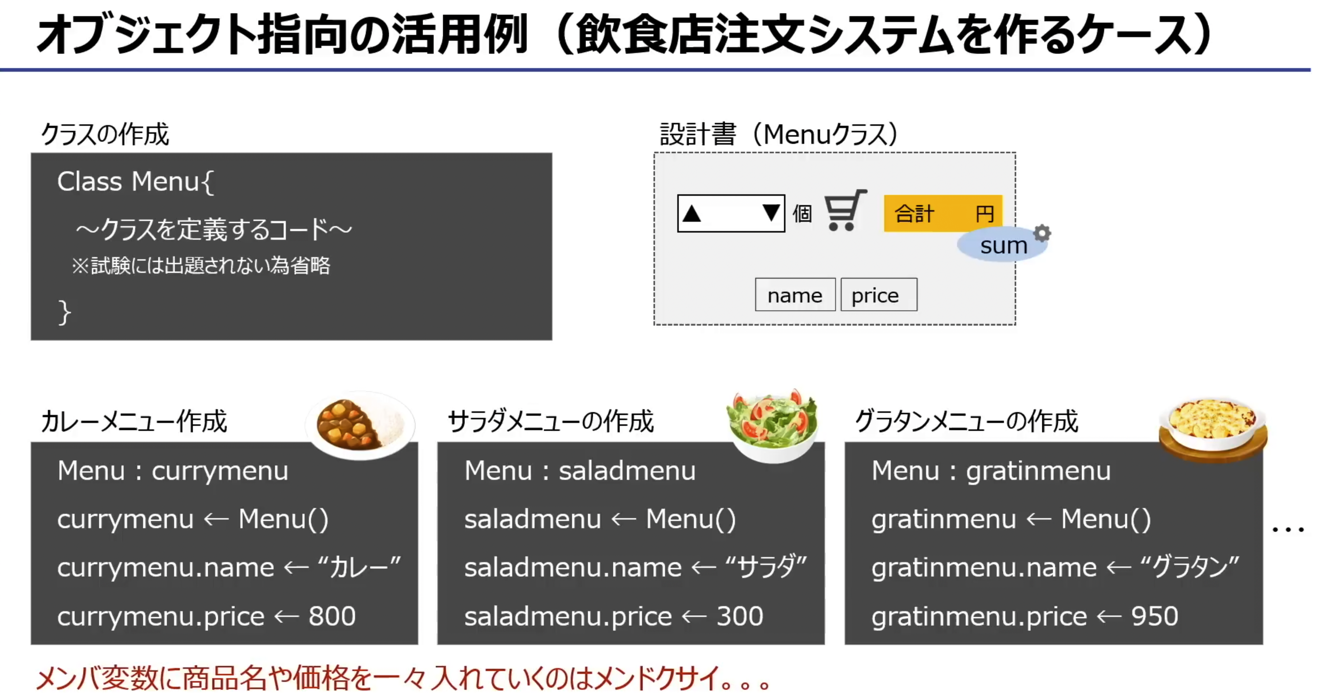 オブジェクト指向の活用例（飲食店注文システムを作るケース）
クラスの作成
Class Menu{
～クラスを定義するコード～
※試験には出題されない為省略
}
設計書（Menuクラス）
▲ ▼ 個 合計 円
sum
name price
カレーメニュー作成
Menu：currymenu
currymenu ← Menu()
currymenu.name ← “カレー”
currymenu.price ← 800
サラダメニューの作成
Menu：saladmenu
saladmenu ← Menu()
saladmenu.name ← “サラダ”
saladmenu.price ← 300
グラタンメニューの作成
Menu：gratinmenu
gratinmenu ← Menu()
gratinmenu.name ← “グラタン”
gratinmenu.price ← 950
…
メンバ変数に商品名や価格を一々入れていくのはメンドクサイ。。。